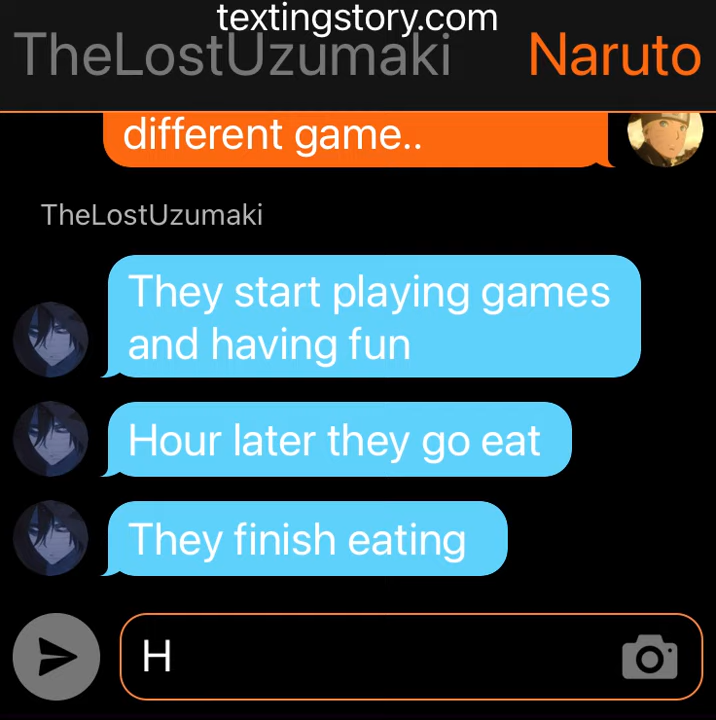 textingstory.com
TheLostUzumaki Naruto
different game..
TheLostUzumaki
They start playing games
and having fun
Hour later they go eat
They finish eating
H